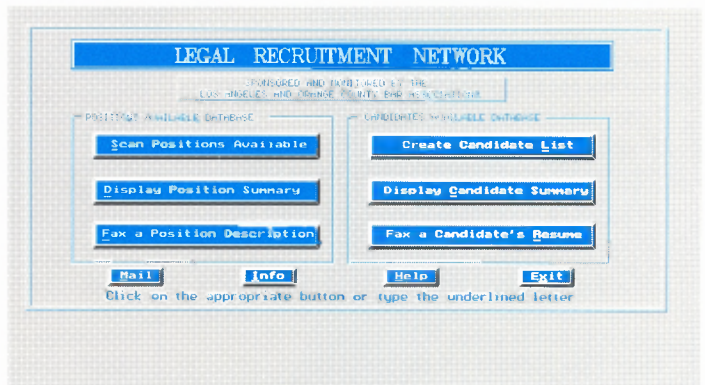 LEGAL RECRUITMENT NETWORK
SPONSORED AND MONITORED BY THE
LOS ANGELES AND ORANGE COUNTY BAR ASSOCIATIONS
POSITIONS AVAILABLE DATABASE
CANDIDATES AVAILABLE DATABASE
Scan Positions Available
Create Candidate List
Display Position Summary
Display Candidate Summary
Fax a Position Description
Fax a Candidate's Resume
Mail Info Help Exit
Click on the appropriate button or type the underlined letter